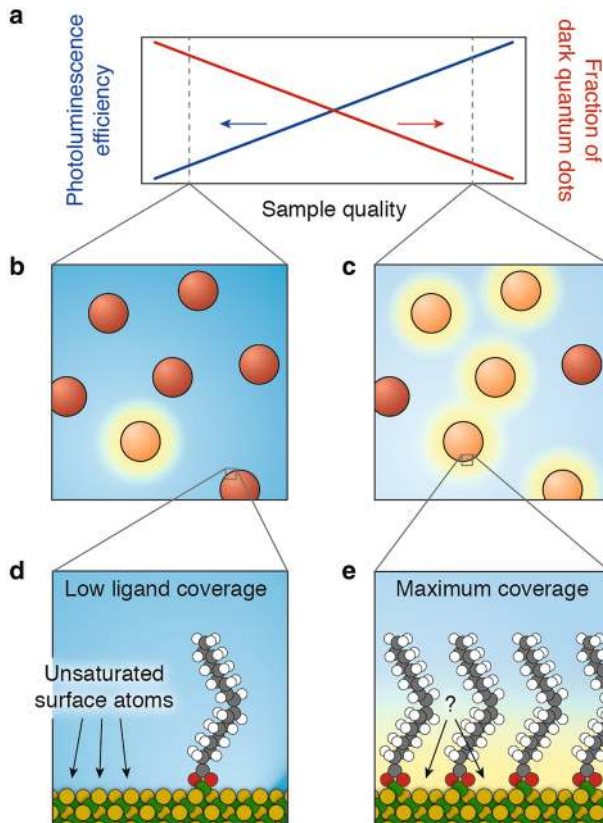 a
Photoluminescence
efficiency
Fraction of
dark quantum dots
Sample quality
b
c
d
Low ligand coverage
Unsaturated
surface atoms
e
Maximum coverage
?